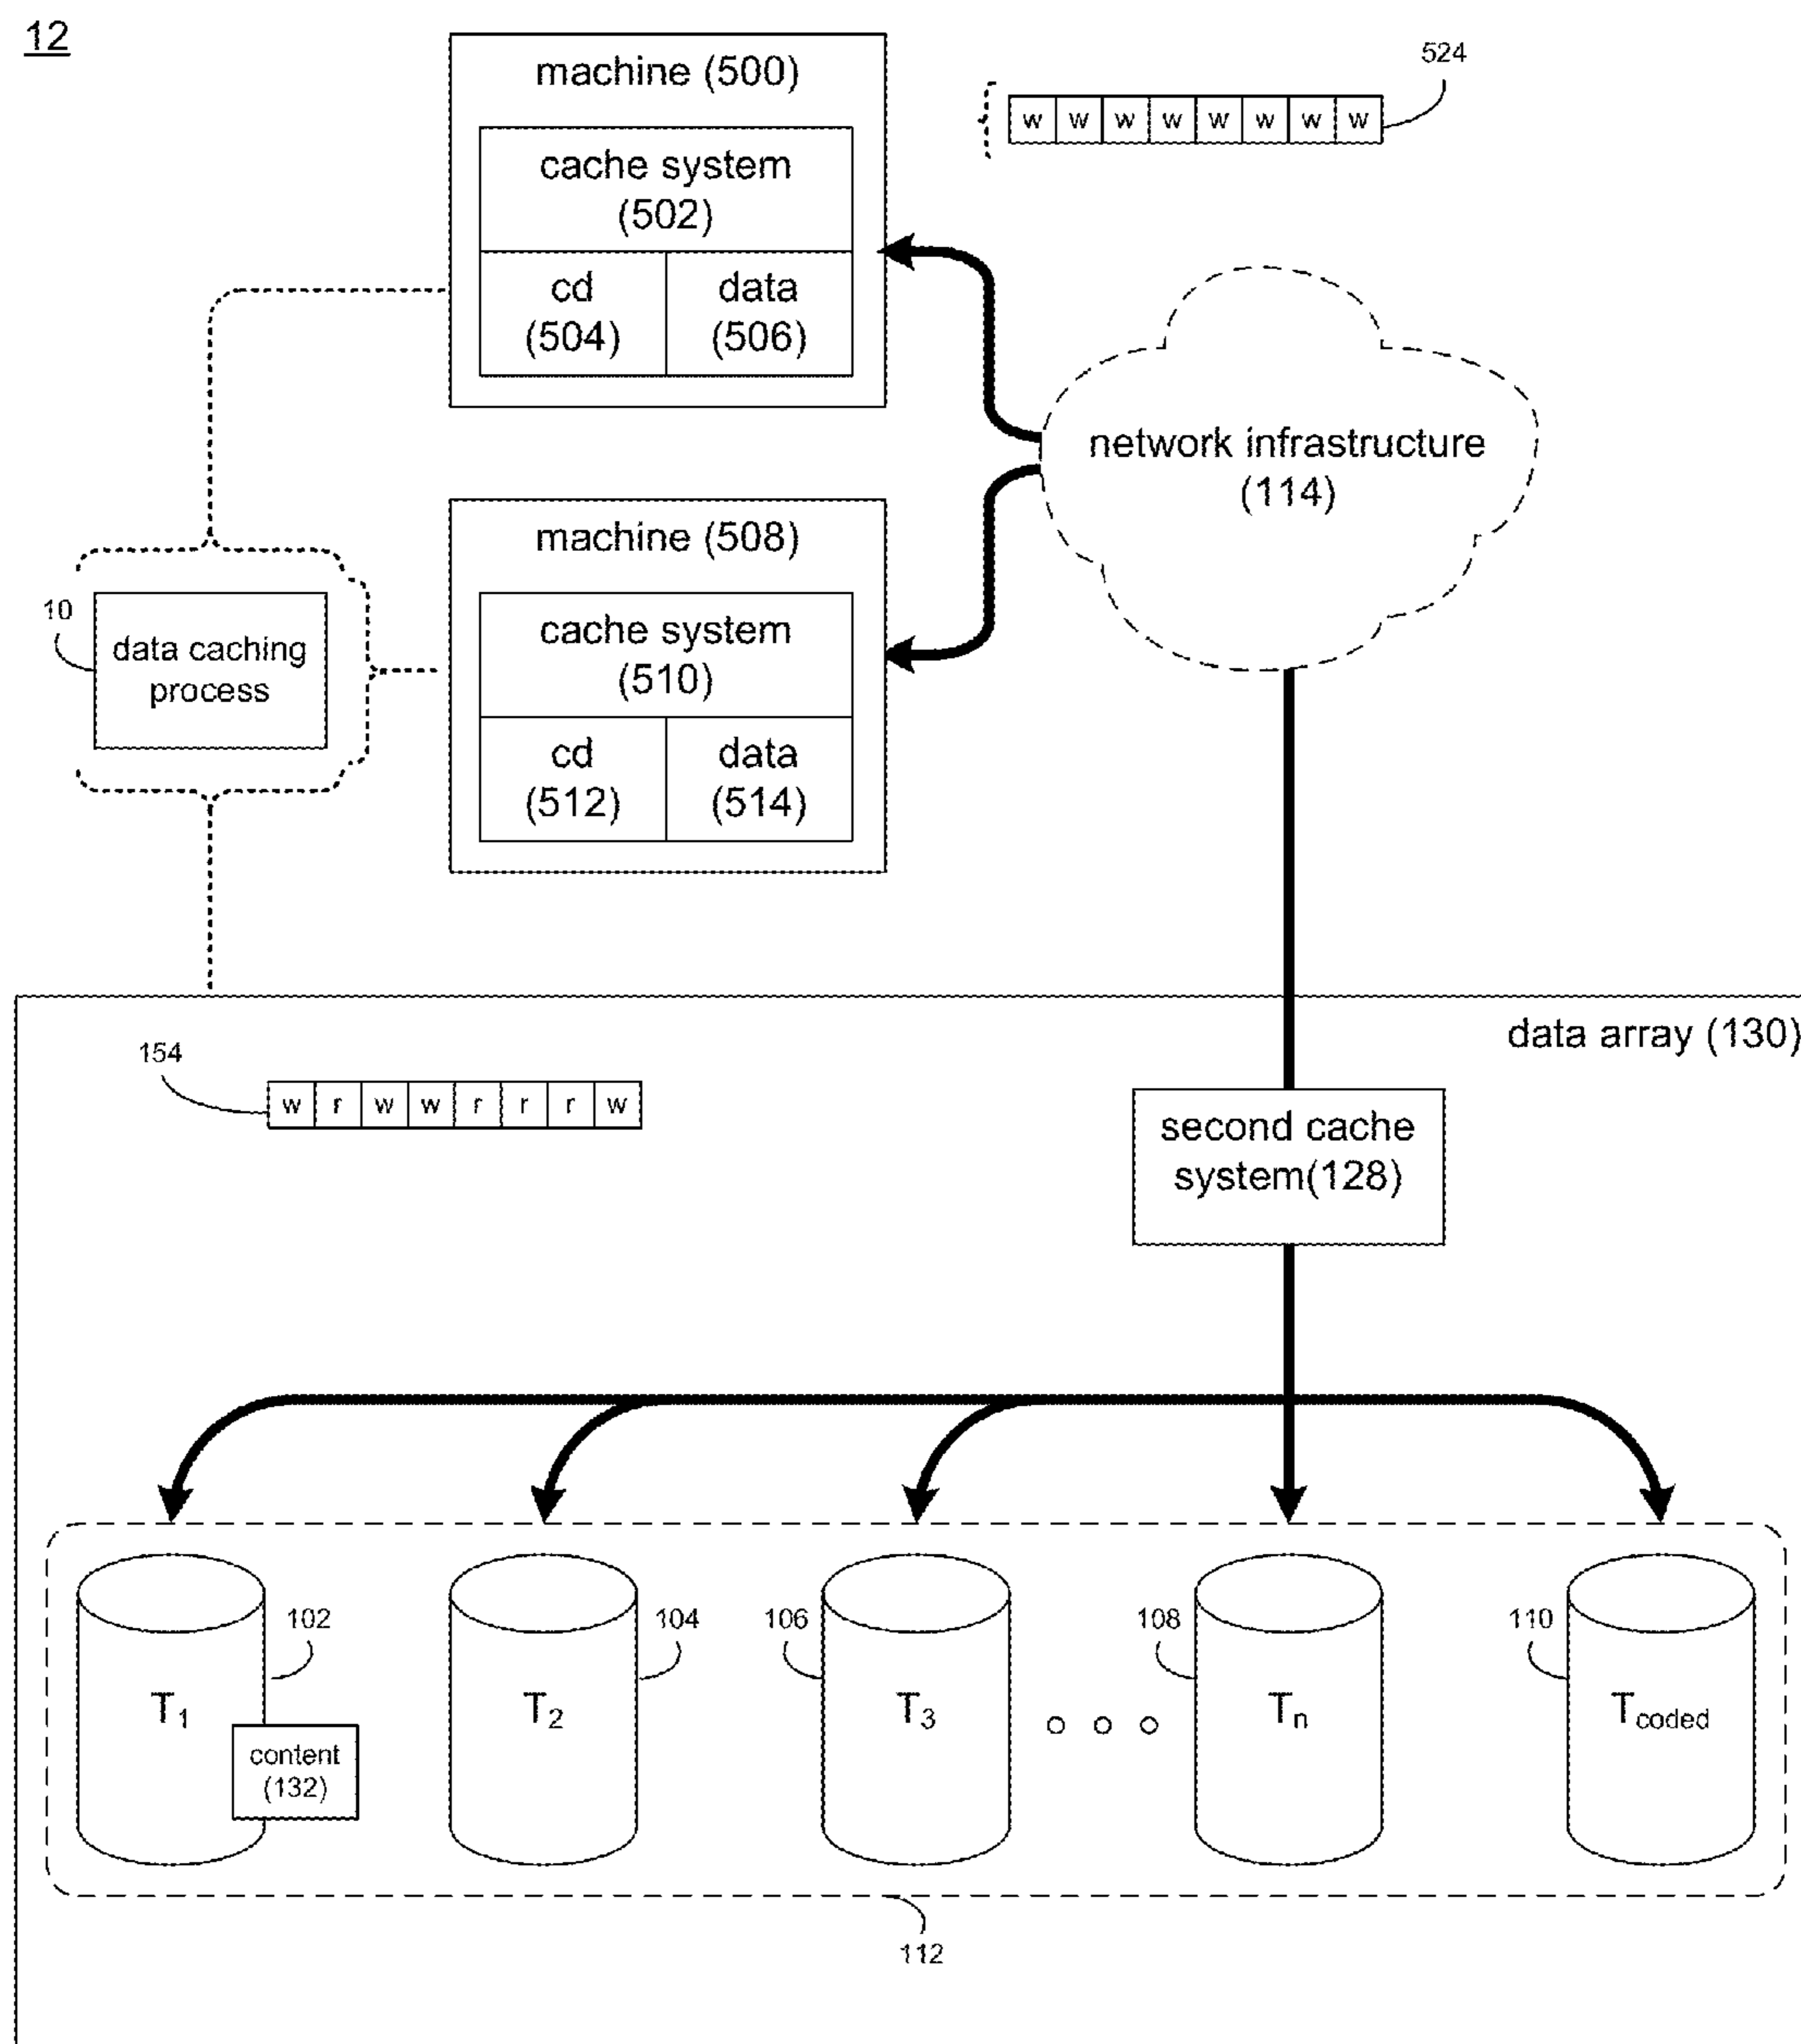 12
machine (500)
cache system
(502)
cd
(504)
data
(506)
524
w w w w w w w w
network infrastructure
(114)
machine (508)
cache system
(510)
cd
(512)
data
(514)
10
data caching
process
data array (130)
154
w r w w r r r w
second cache
system(128)
102
T1
content
(132)
104
T2
106
T3
108
Tn
110
Tcoded
112